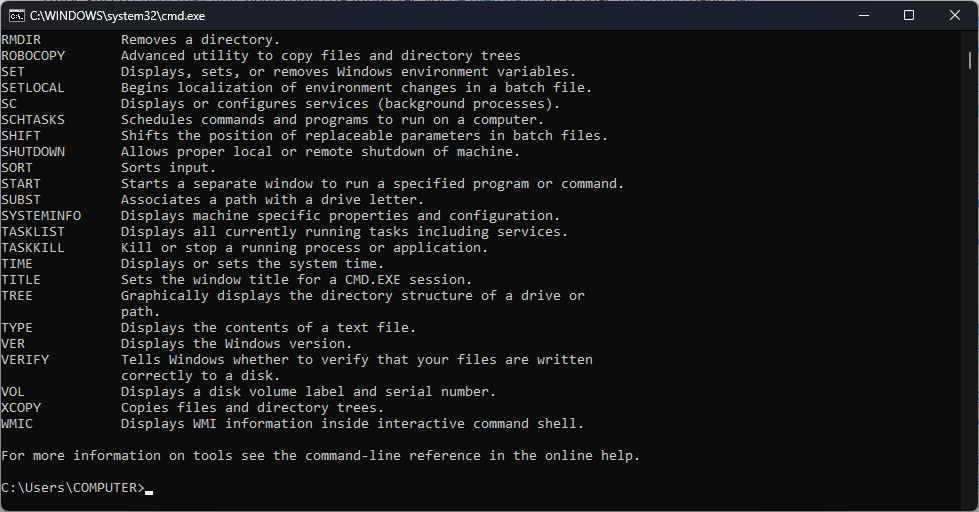 C:\WINDOWS\system32\cmd.exe
RMDIR          Removes a directory.
ROBOCOPY       Advanced utility to copy files and directory trees
SET            Displays, sets, or removes Windows environment variables.
SETLOCAL       Begins localization of environment changes in a batch file.
SC             Displays or configures services (background processes).
SCHTASKS       Schedules commands and programs to run on a computer.
SHIFT          Shifts the position of replaceable parameters in batch files.
SHUTDOWN       Allows proper local or remote shutdown of machine.
SORT           Sorts input.
START          Starts a separate window to run a specified program or command.
SUBST          Associates a path with a drive letter.
SYSTEMINFO     Displays machine specific properties and configuration.
TASKLIST       Displays all currently running tasks including services.
TASKKILL       Kill or stop a running process or application.
TIME           Displays or sets the system time.
TITLE          Sets the window title for a CMD.EXE session.
TREE           Graphically displays the directory structure of a drive or
               path.
TYPE           Displays the contents of a text file.
VER            Displays the Windows version.
VERIFY         Tells Windows whether to verify that your files are written
               correctly to a disk.
VOL            Displays a disk volume label and serial number.
XCOPY          Copies files and directory trees.
WMIC           Displays WMI information inside interactive command shell.
For more information on tools see the command-line reference in the online help.
C:\Users\COMPUTER>